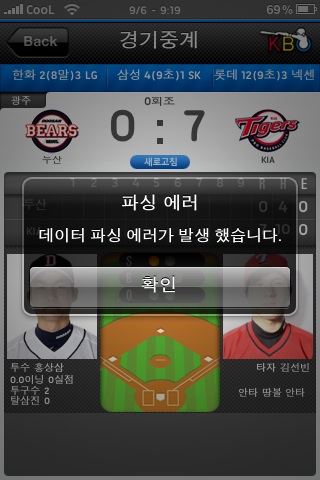 CooL 9/6 - 9:19 69%
Back 경기중계 KBO
한화 2(8말)3 LG 삼성 4(9초)1 SK 롯데 12(9초)3 넥센
광주
0회초
BEARS 0 : 7 Tigers
두산 새로고침 KIA
1 2 3 4 5 6 7 8 9 R H E
두산 0 4 0
파싱 에러
데이터 파싱 에러가 발생 했습니다.
확인
S
B
O
투수 홍상삼
0.0이닝 0실점
투구수 2
탈삼진 0
타자 김선빈
안타 땅볼 안타